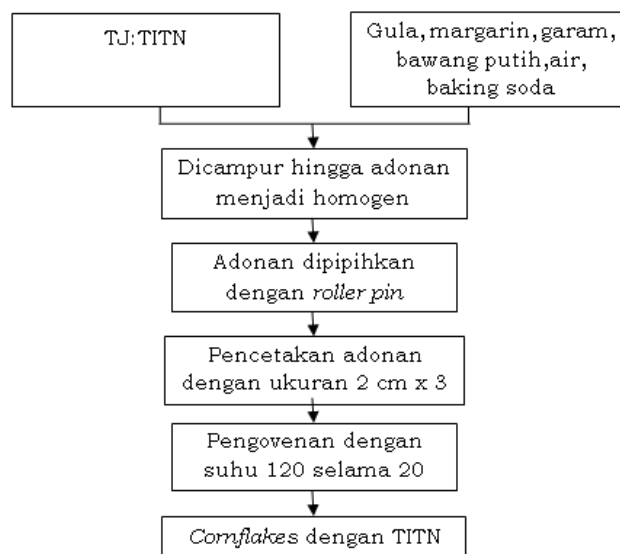 TJ:TITN
Gula,margarin,garam,
bawang putih,air,
baking soda
Dicampur hingga adonan
menjadi homogen
Adonan dipipihkan
dengan roller pin
Pencetakan adonan
dengan ukuran 2 cm x 3
Pengovenan dengan
suhu 120 selama 20
Cornflakes dengan TITN